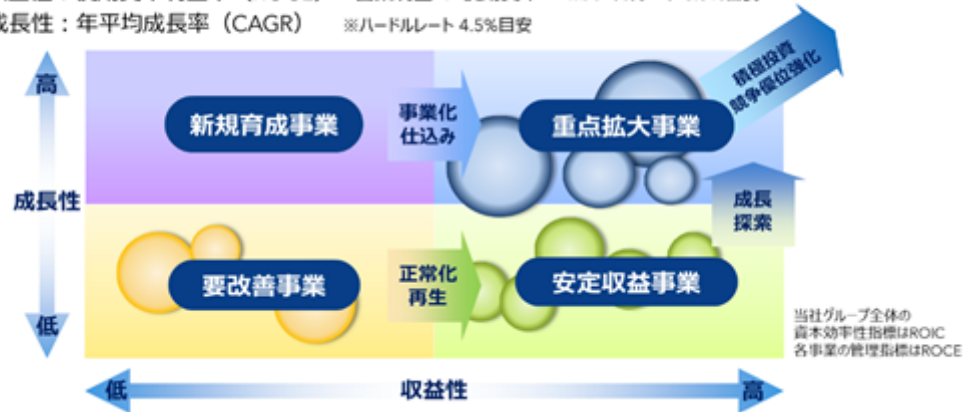 成長性：年平均成長率（CAGR） ※ハードルレート 4.5%目安
高
新規育成事業
事業化
仕込み
重点拡大事業
積極投資
競争優位強化
成長性
成長
探索
要改善事業
正常化
再生
安定収益事業
低
当社グループ全体の
資本効率性指標はROIC
各事業の管理指標はROCE
低
収益性
高